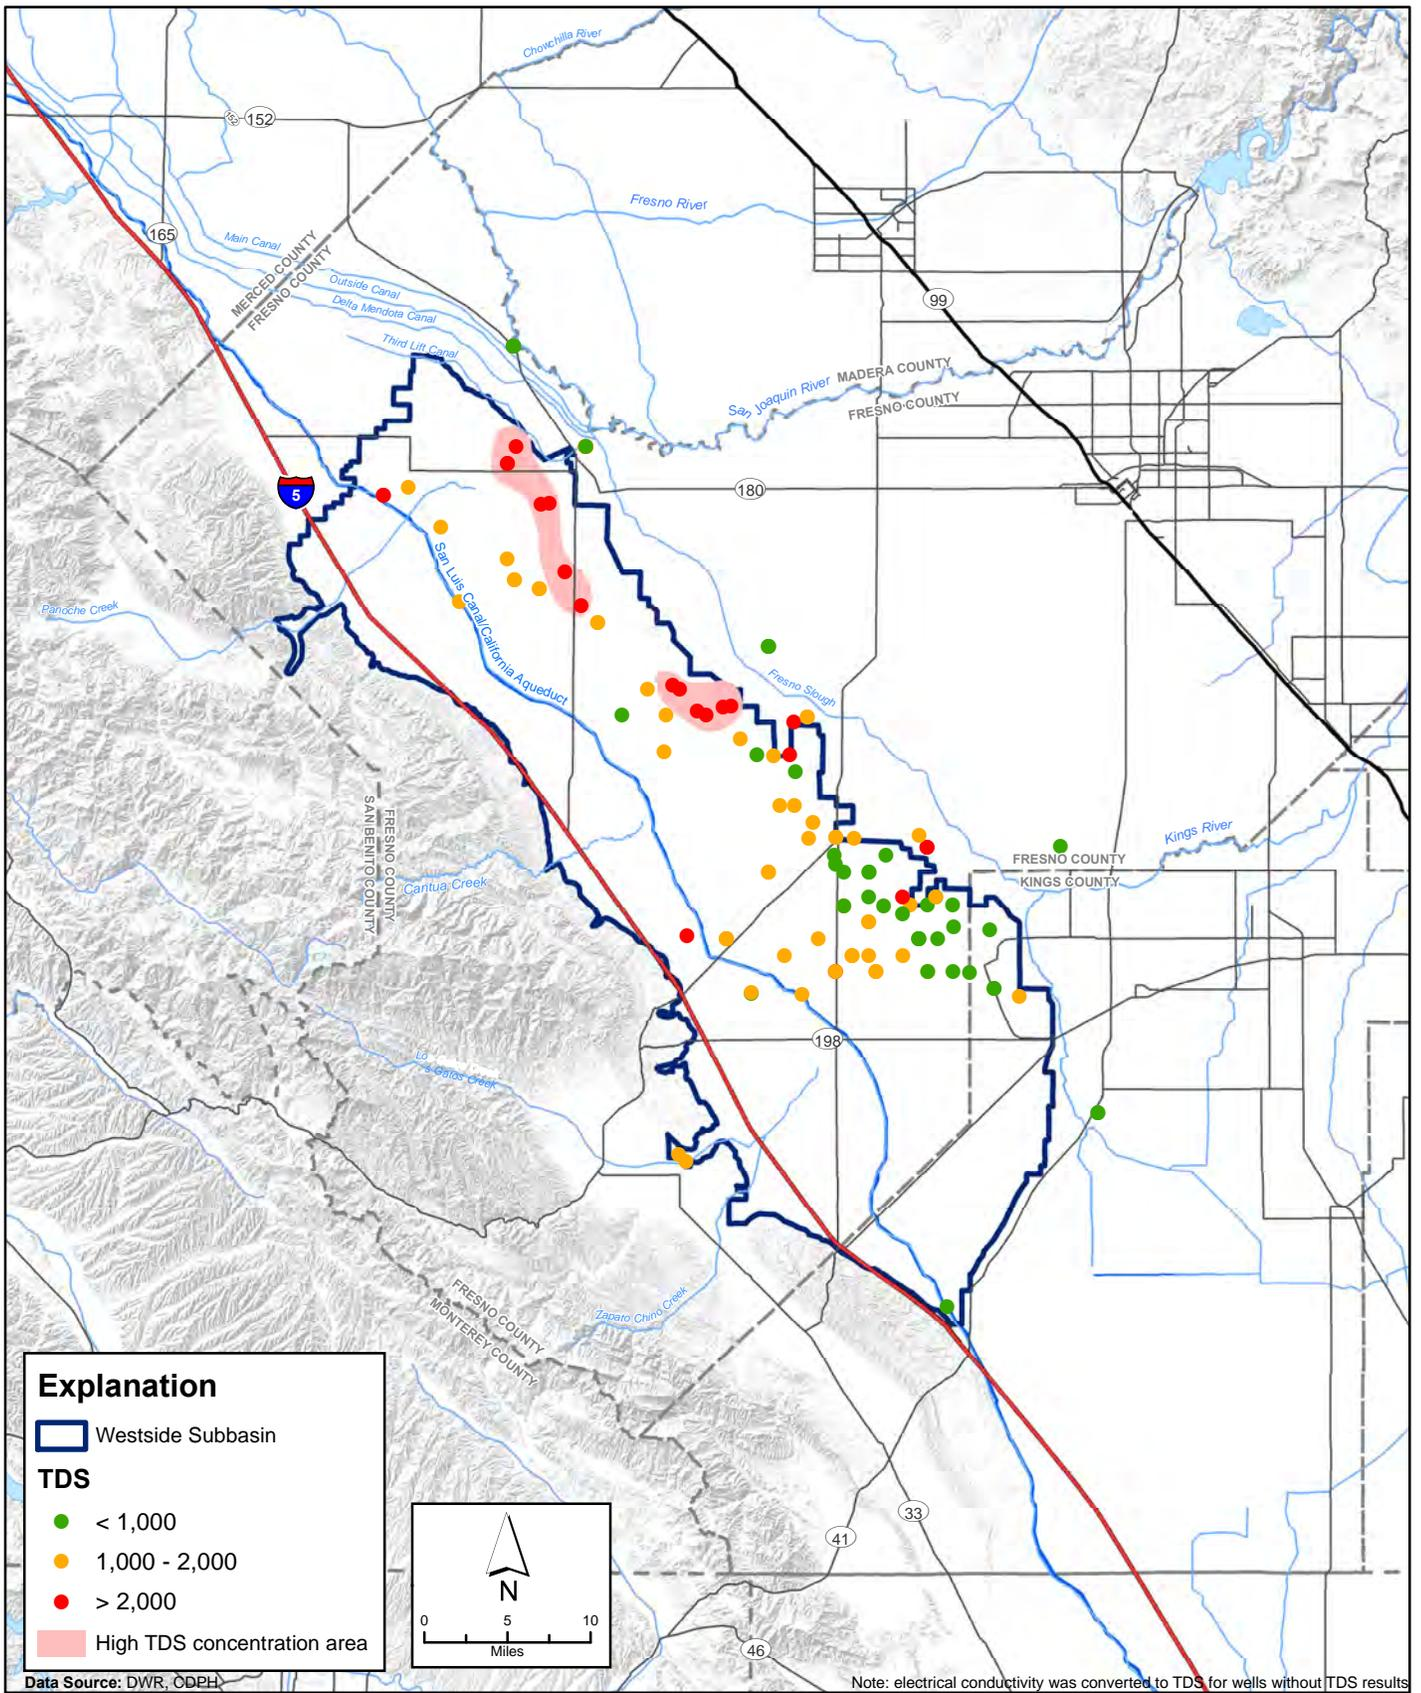 Chowchilla River
152
152
Fresno River
165
Main Canal
MERCED COUNTY
FRESNO COUNTY
Outside Canal
Delta Mendota Canal
Third Lift Canal
99
San Joaquin River
MADERA COUNTY
FRESNO COUNTY
5
180
San Luis Canal/California Aqueduct
Panoche Creek
Fresno Slough
FRESNO COUNTY
SAN BENITO COUNTY
Kings River
FRESNO COUNTY
KINGS COUNTY
Cantua Creek
198
Lo
s Gatos Creek
FRESNO COUNTY
MONTEREY COUNTY
Zapato Chino Creek
Explanation
Westside Subbasin
TDS
< 1,000
1,000 - 2,000
> 2,000
High TDS concentration area
N
0 5 10
Miles
33
41
46
Data Source: DWR, CDPH
Note: electrical conductivity was converted to TDS for wells without TDS results